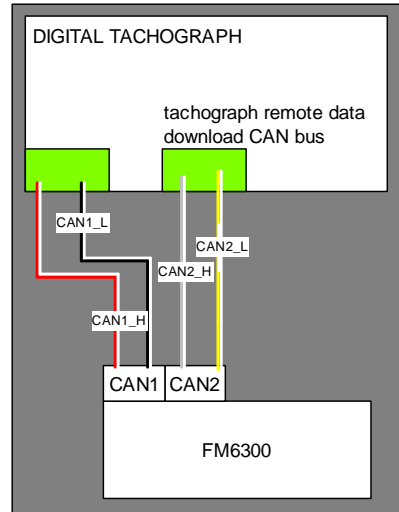 DIGITAL TACHOGRAPH
tachograph remote data
download CAN bus
CAN1_L
CAN2_L
CAN2_H
CAN1_H
CAN1
CAN2
FM6300